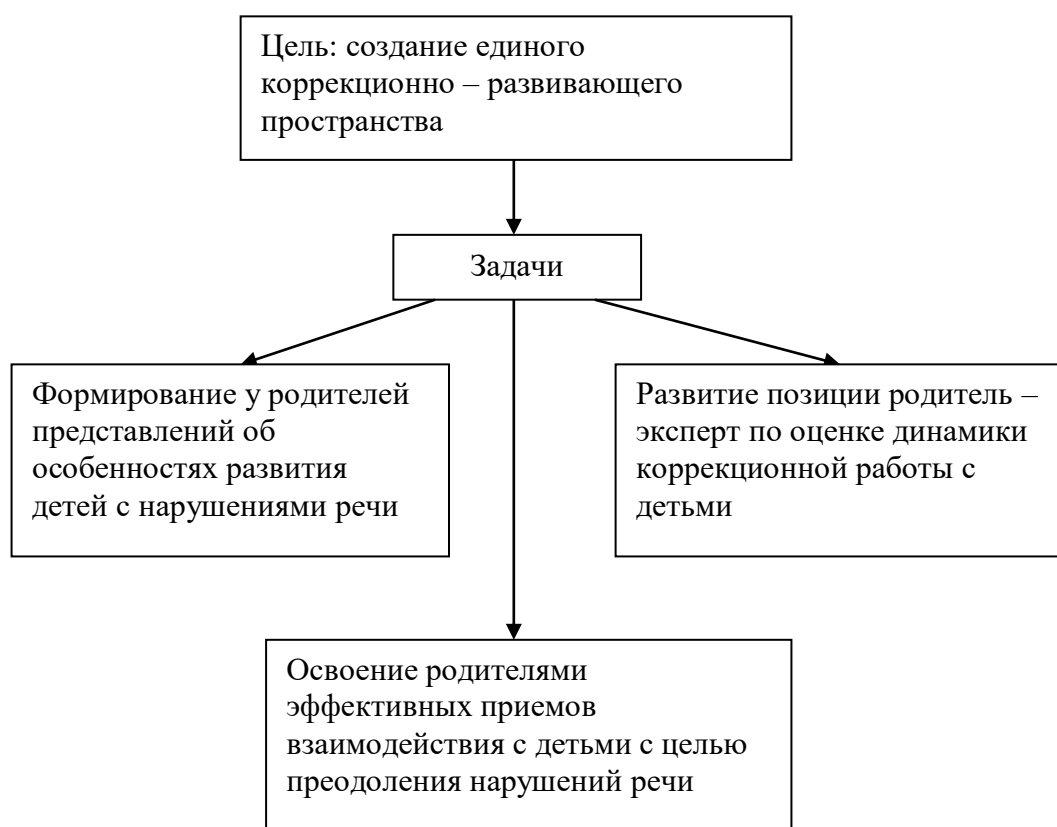 Цель: создание единого
коррекционно – развивающего
пространства
Задачи
Формирование у родителей
представлений об
особенностях развития
детей с нарушениями речи
Развитие позиции родитель –
эксперт по оценке динамики
коррекционной работы с
детьми
Освоение родителями
эффективных приемов
взаимодействия с детьми с целью
преодоления нарушений речи